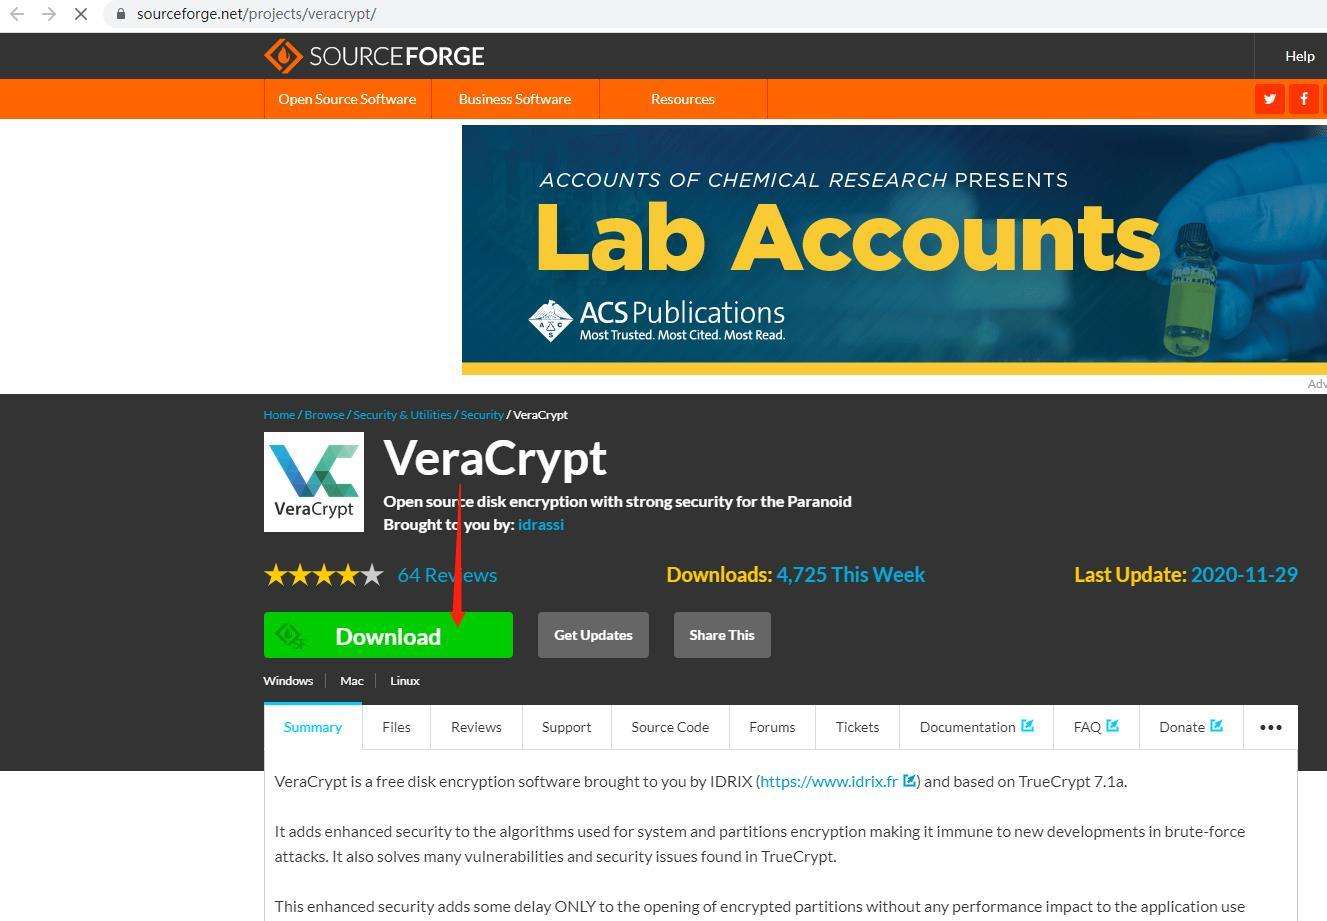 sourceforge.net/projects/veracrypt/
SOURCEFORGE
Help
Open Source Software Business Software Resources
ACCOUNTS OF CHEMICAL RESEARCH PRESENTS
Lab Accounts
ACS Publications
Most Trusted. Most Cited. Most Read.
Home / Browse / Security & Utilities / Security / VeraCrypt
VeraCrypt
VeraCrypt
Open source disk encryption with strong security for the Paranoid
Brought to you by: idrassi
64 Reviews Downloads: 4,725 This Week Last Update: 2020-11-29
Download Get Updates Share This
Windows Mac Linux
Summary Files Reviews Support Source Code Forums Tickets Documentation FAQ Donate •••
VeraCrypt is a free disk encryption software brought to you by IDRIX (https://www.idrix.fr) and based on TrueCrypt 7.1a.
It adds enhanced security to the algorithms used for system and partitions encryption making it immune to new developments in brute-force
attacks. It also solves many vulnerabilities and security issues found in TrueCrypt.
This enhanced security adds some delay ONLY to the opening of encrypted partitions without any performance impact to the application use